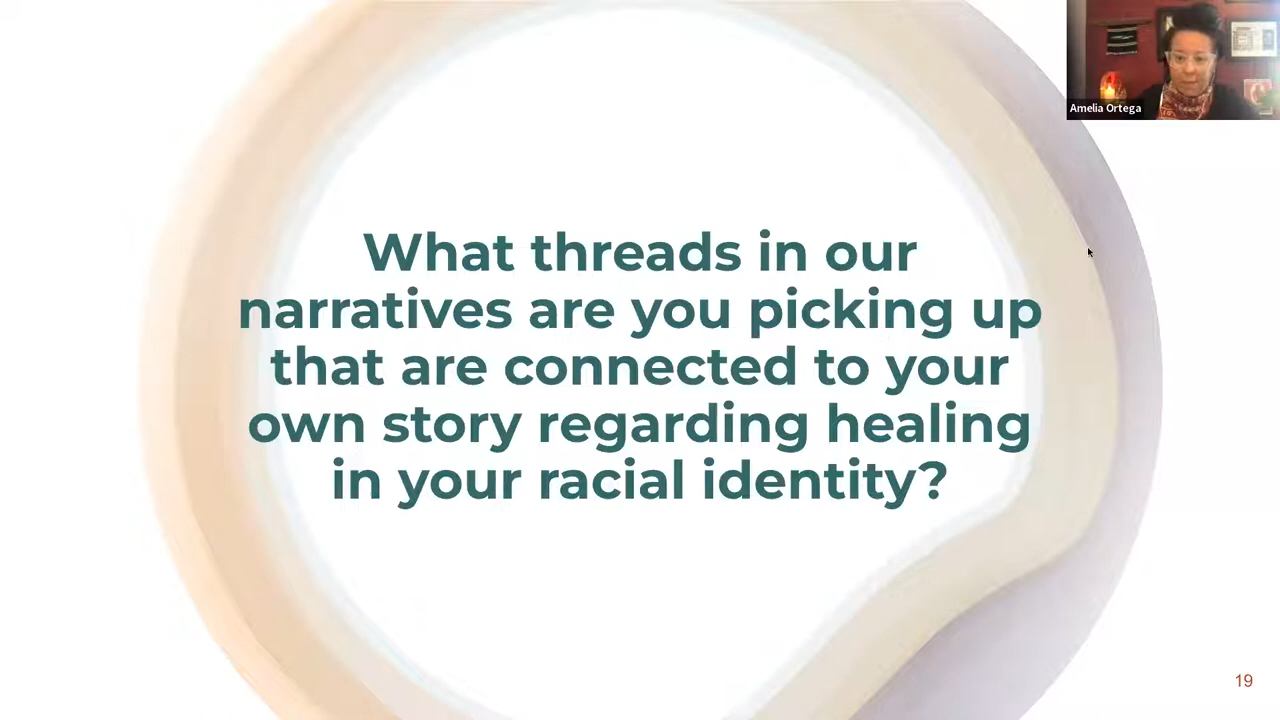 Amelia Ortega
What threads in our
narratives are you picking up
that are connected to your
own story regarding healing
in your racial identity?
19